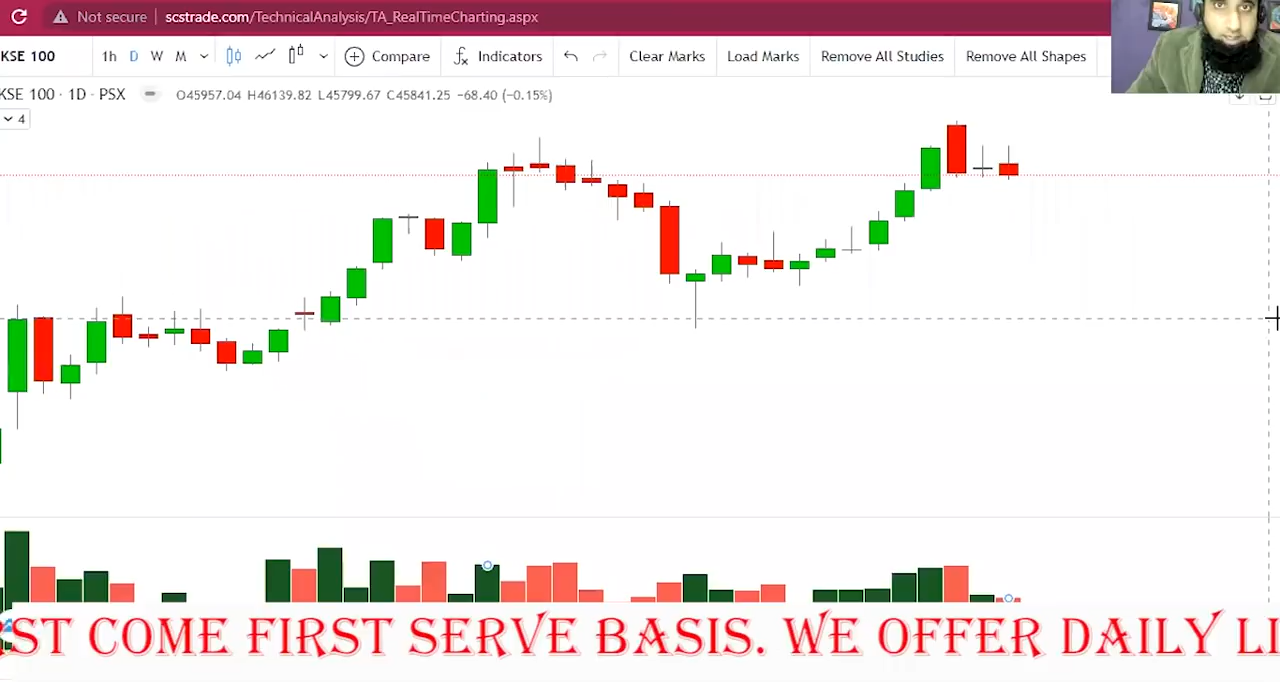 Not secure | scstrade.com/TechnicalAnalysis/TA_RealTimeCharting.aspx
KSE 100 1h D W M Compare Indicators Clear Marks Load Marks Remove All Studies Remove All Shapes
KSE 100 · 1D · PSX O45957.04 H46139.82 L45799.67 C45841.25 −68.40 (−0.15%)
4
ST COME FIRST SERVE BASIS. WE OFFER DAILY LI